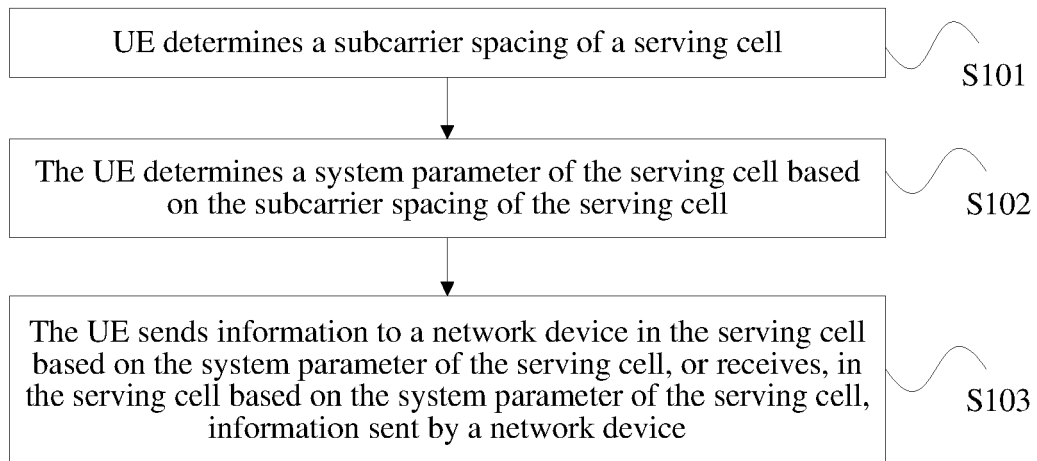 UE determines a subcarrier spacing of a serving cell
S101
The UE determines a system parameter of the serving cell based
on the subcarrier spacing of the serving cell
S102
The UE sends information to a network device in the serving cell
based on the system parameter of the serving cell, or receives, in
the serving cell based on the system parameter of the serving cell,
information sent by a network device
S103